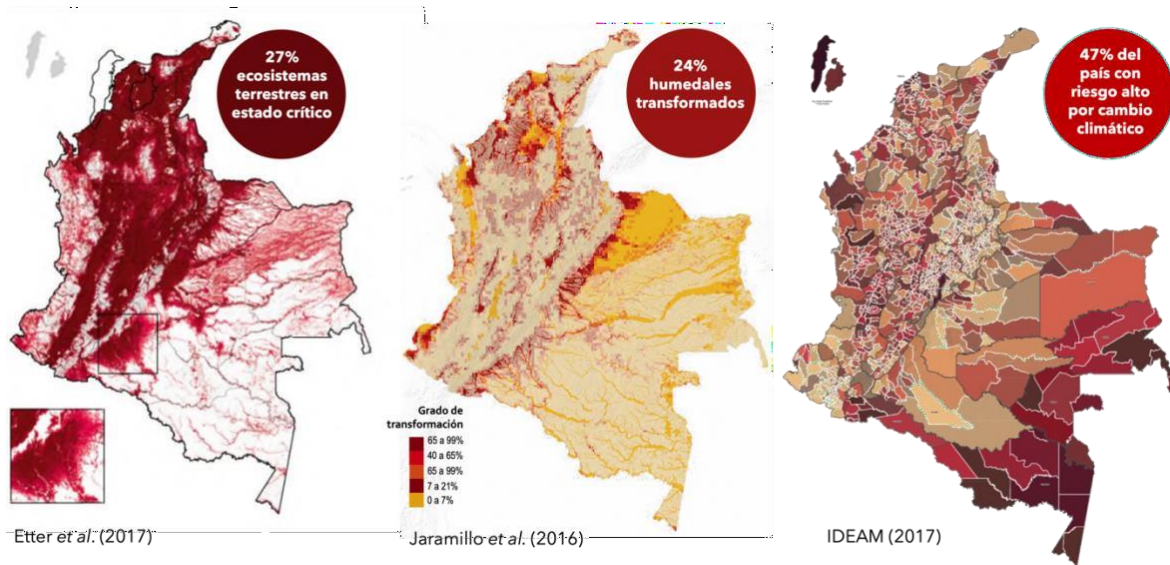 27%
ecosistemas
terrestres en
estado crítico
24%
humedales
transformados
47% del
país con
riesgo alto
por cambio
climático
Grado de
transformación
65 a 99%
40 a 65%
65 a 99%
7 a 21%
0 a 7%
Etter et al. (2017)
Jaramillo et al. (2016)
IDEAM (2017)